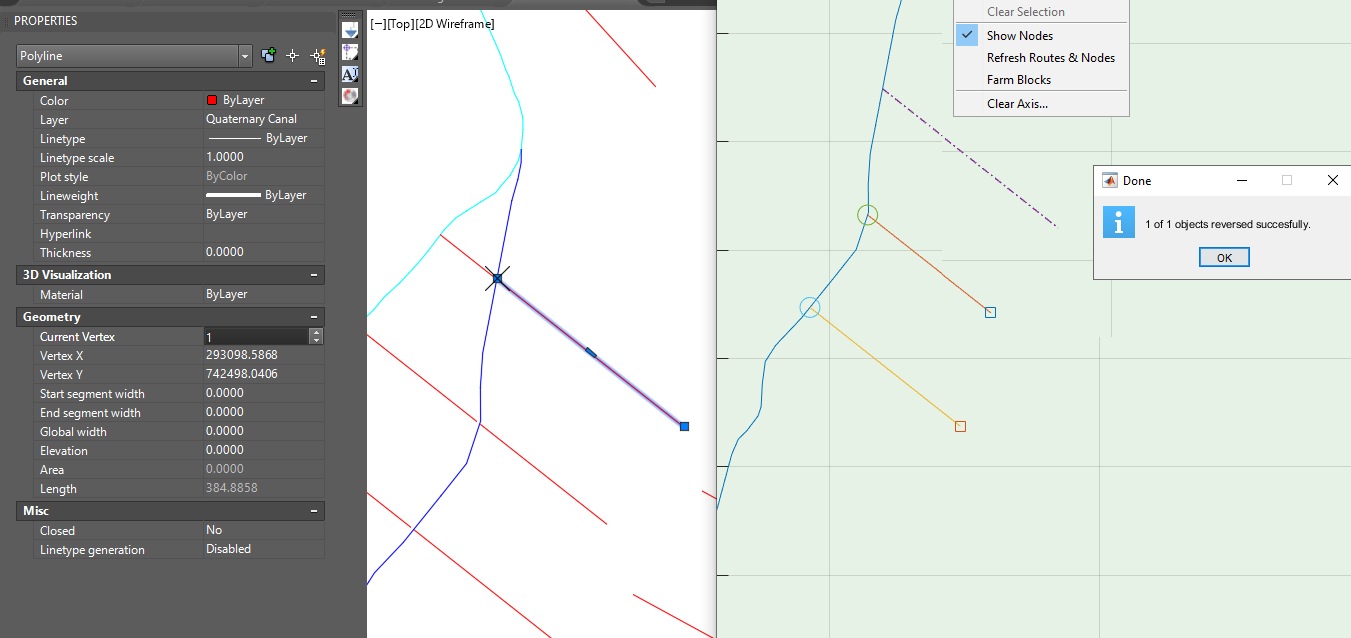 PROPERTIES
Polyline
General
Color ByLayer
Layer Quaternary Canal
Linetype ByLayer
Linetype scale 1.0000
Plot style ByColor
Lineweight ByLayer
Transparency ByLayer
Hyperlink
Thickness 0.0000
3D Visualization
Material ByLayer
Geometry
Current Vertex 1
Vertex X 293098.5868
Vertex Y 742498.0406
Start segment width 0.0000
End segment width 0.0000
Global width 0.0000
Elevation 0.0000
Area 0.0000
Length 384.8858
Misc
Closed No
Linetype generation Disabled
A
[−][Top][2D Wireframe]
Clear Selection
Show Nodes
Refresh Routes & Nodes
Farm Blocks
Clear Axis...
Done
1 of 1 objects reversed succesfully.
OK